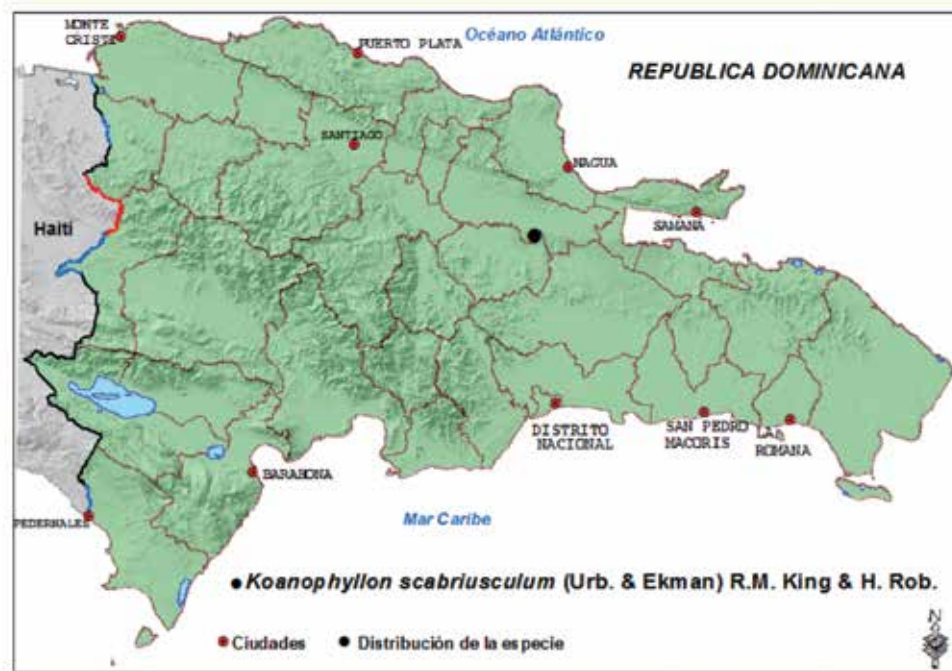 MONTE
CRISTI
PUERTO PLATA
Océano Atlántico
REPUBLICA DOMINICANA
SANTIAGO
NAGUA
SAMANA
Haití
DISTRITO
NACIONAL
SAN PEDRO
MACORIS
LA
ROMANA
BARAHONA
PEDERNALES
Mar Caribe
Koanophyllon scabriusculum (Urb. & Ekman) R.M. King & H. Rob.
Ciudades
Distribución de la especie
N